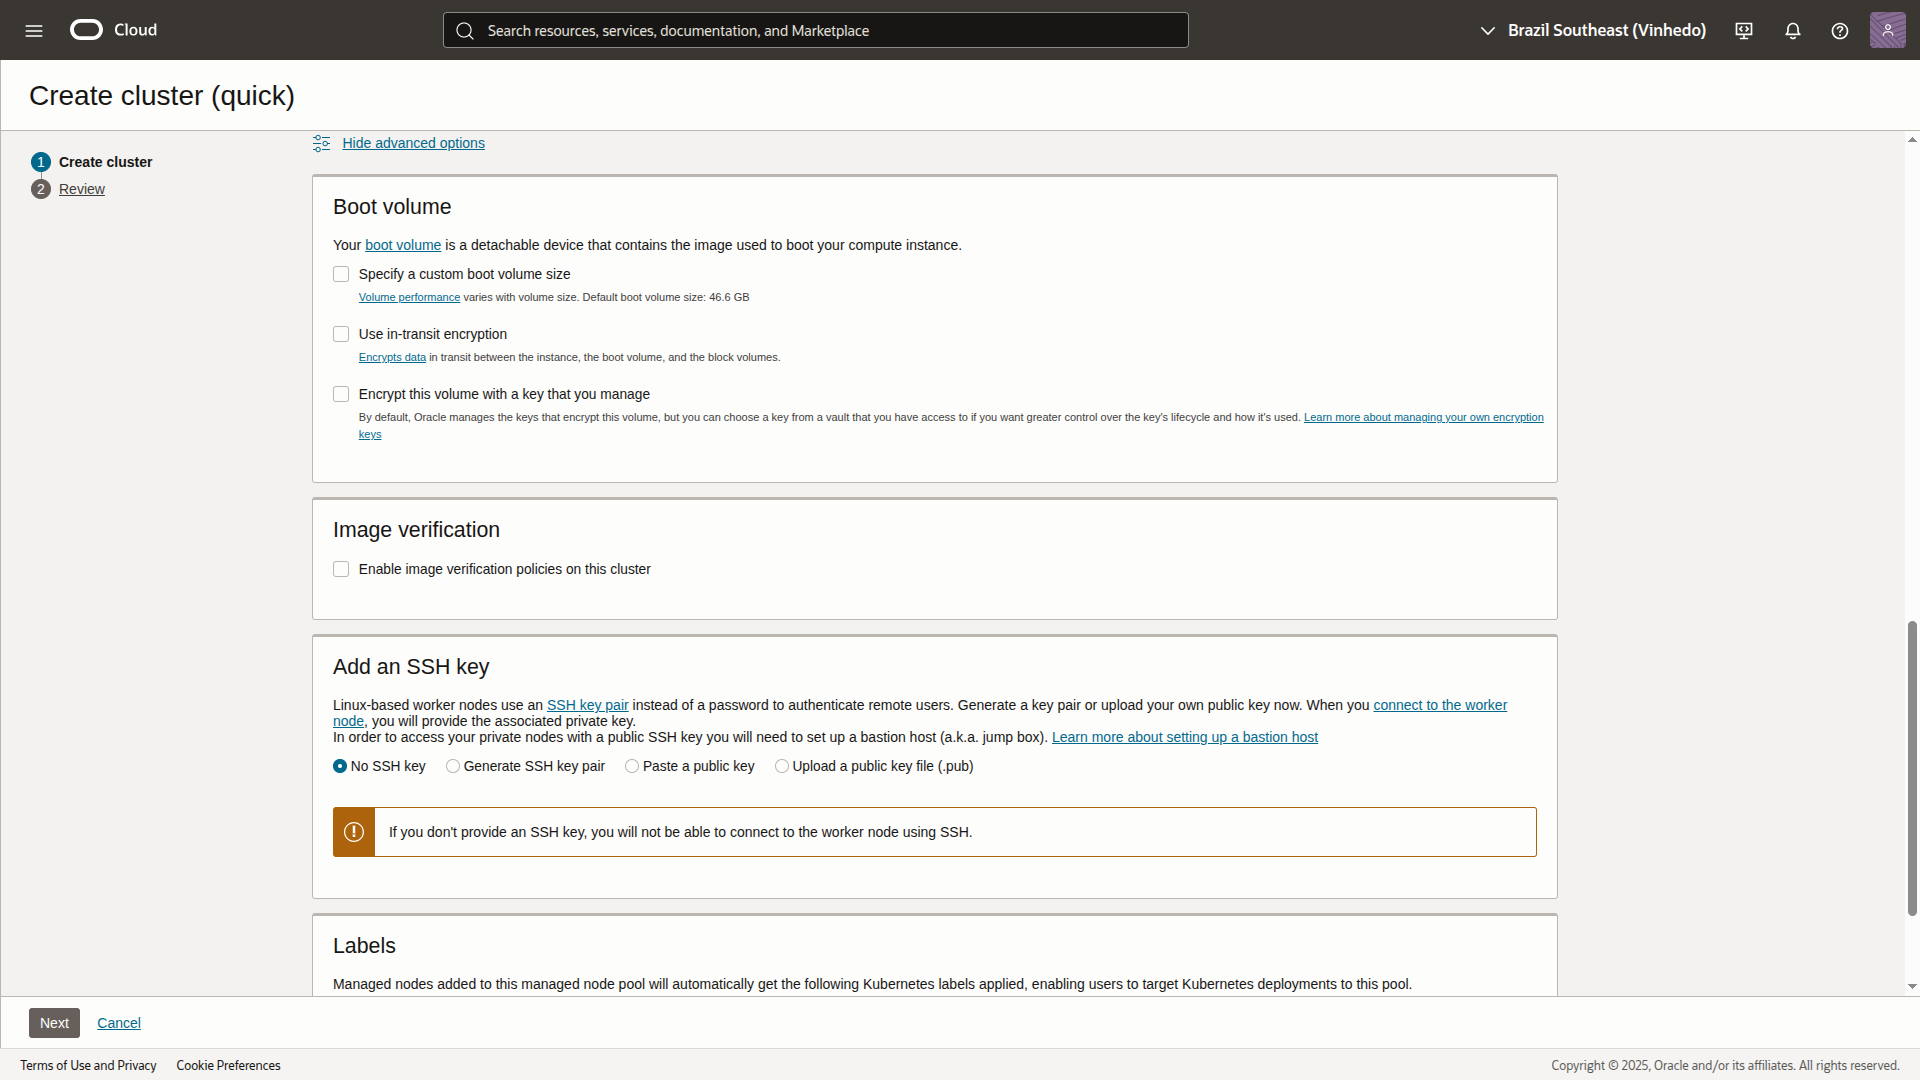 Cloud
Search resources, services, documentation, and Marketplace
Brazil Southeast (Vinhedo)
Create cluster (quick)
1 Create cluster
2 Review
Hide advanced options
Boot volume
Your boot volume is a detachable device that contains the image used to boot your compute instance.
Specify a custom boot volume size
Volume performance varies with volume size. Default boot volume size: 46.6 GB
Use in-transit encryption
Encrypts data in transit between the instance, the boot volume, and the block volumes.
Encrypt this volume with a key that you manage
By default, Oracle manages the keys that encrypt this volume, but you can choose a key from a vault that you have access to if you want greater control over the key's lifecycle and how it's used. Learn more about managing your own encryption
keys
Image verification
Enable image verification policies on this cluster
Add an SSH key
Linux-based worker nodes use an SSH key pair instead of a password to authenticate remote users. Generate a key pair or upload your own public key now. When you connect to the worker
node, you will provide the associated private key.
In order to access your private nodes with a public SSH key you will need to set up a bastion host (a.k.a. jump box). Learn more about setting up a bastion host
No SSH key Generate SSH key pair Paste a public key Upload a public key file (.pub)
If you don't provide an SSH key, you will not be able to connect to the worker node using SSH.
Labels
Managed nodes added to this managed node pool will automatically get the following Kubernetes labels applied, enabling users to target Kubernetes deployments to this pool.
Next Cancel
Terms of Use and Privacy Cookie Preferences
Copyright © 2025, Oracle and/or its affiliates. All rights reserved.